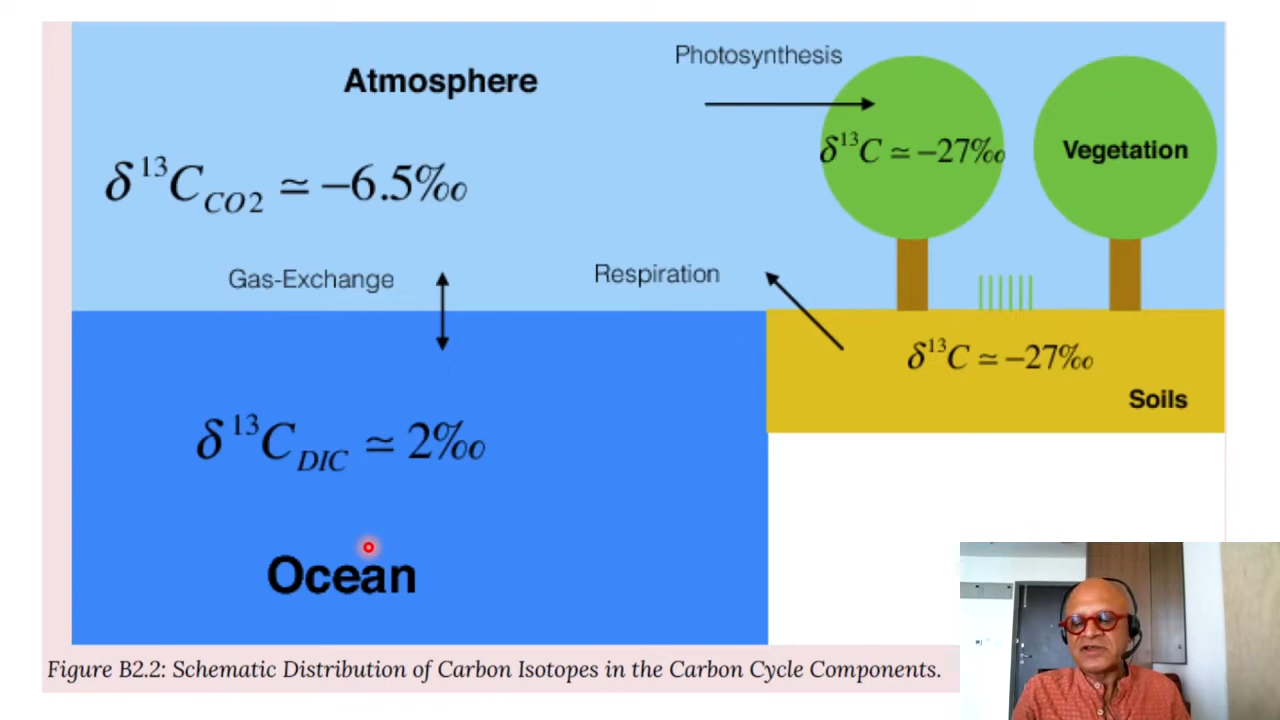 Photosynthesis
Atmosphere
δ¹³C ≃ −27‰
Vegetation
δ¹³C_CO2 ≃ −6.5‰
Gas-Exchange
Respiration
δ¹³C ≃ −27‰
Soils
δ¹³C_DIC ≃ 2‰
Ocean
Figure B2.2: Schematic Distribution of Carbon Isotopes in the Carbon Cycle Components.